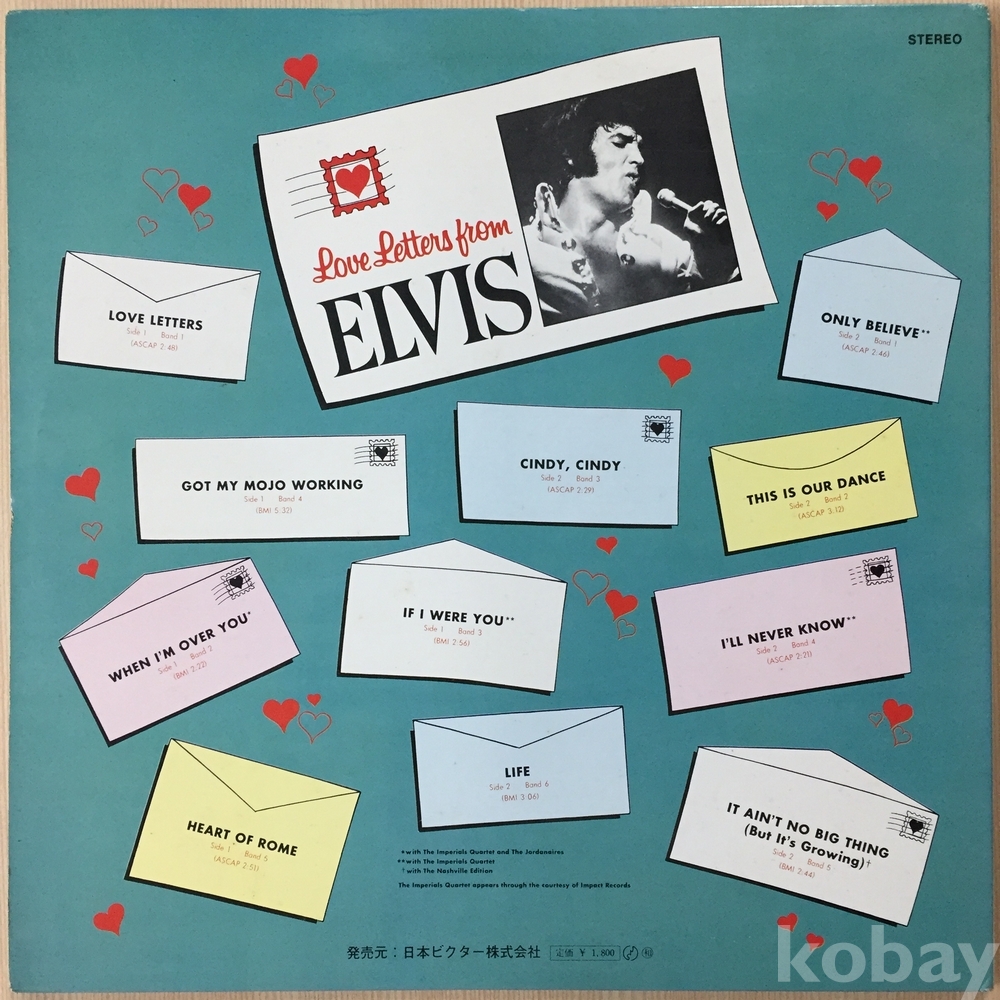 STEREO
Love Letters from
ELVIS
LOVE LETTERS
Side 1 Band 1
(ASCAP 2:48)
ONLY BELIEVE**
Side 2 Band 1
(ASCAP 2:46)
GOT MY MOJO WORKING
Side 1 Band 4
(BMI 5:32)
CINDY, CINDY
Side 2 Band 3
(ASCAP 2:29)
THIS IS OUR DANCE
Side 2 Band 2
(ASCAP 3:12)
WHEN I'M OVER YOU*
Side 1 Band 2
(BMI 2:22)
IF I WERE YOU**
Side 1 Band 3
(BMI 2:56)
I'LL NEVER KNOW**
Side 2 Band 4
(ASCAP 2:21)
HEART OF ROME
Side 1 Band 5
(ASCAP 2:51)
LIFE
Side 2 Band 6
(BMI 3:06)
IT AIN'T NO BIG THING
(But It's Growing)†
Side 2 Band 5
(BMI 2:44)
*with The Imperials Quartet and The Jordanaires
**with The Imperials Quartet
†with The Nashville Edition
The Imperials Quartet appears through the courtesy of Impact Records
発売元：日本ビクター株式会社 定価 ¥ 1,800
kobay